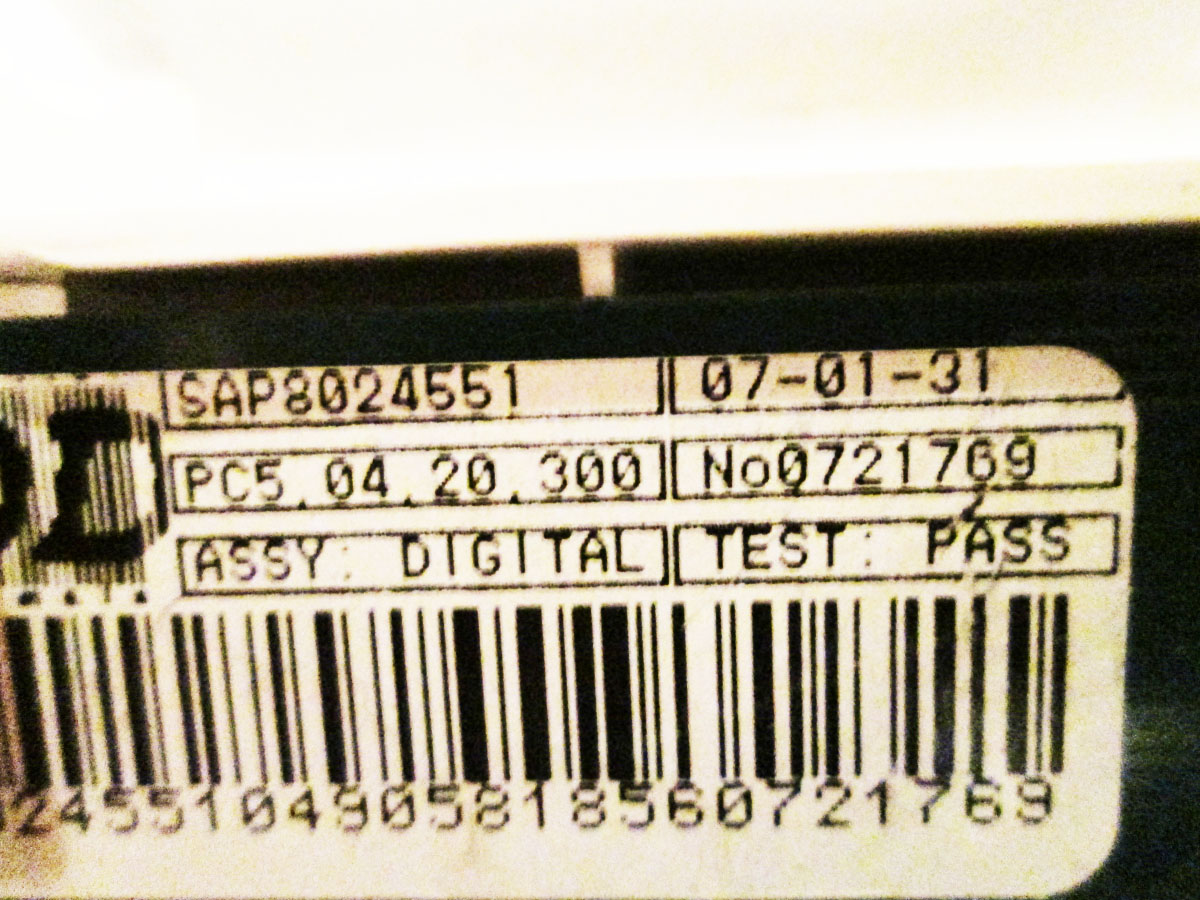 SAP8024551 07-01-31
PC5.04.20.300 No0721769
ASSY: DIGITAL TEST: PASS
2455104905818560721769